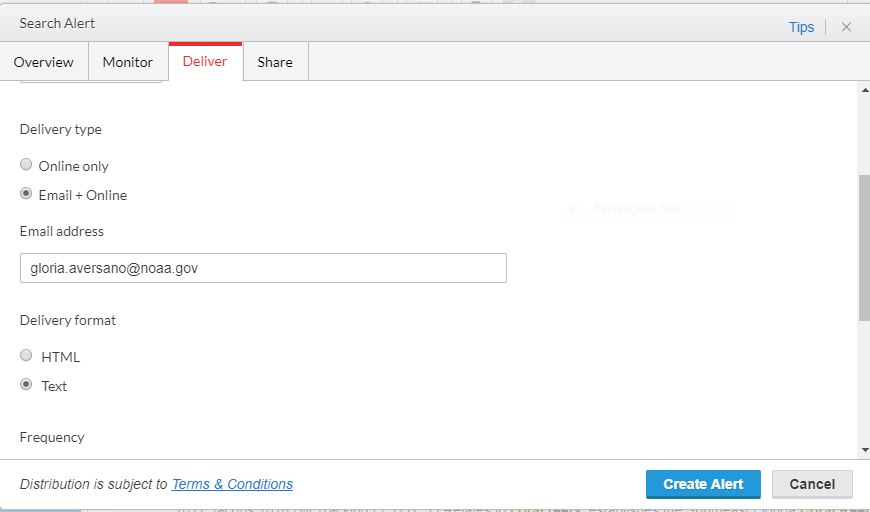 Search Alert
Tips
Overview Monitor Deliver Share
Delivery type
Online only
Email + Online
Rectangular Snip
Email address
gloria.aversano@noaa.gov
Delivery format
HTML
Text
Frequency
Distribution is subject to Terms & Conditions
Create Alert Cancel